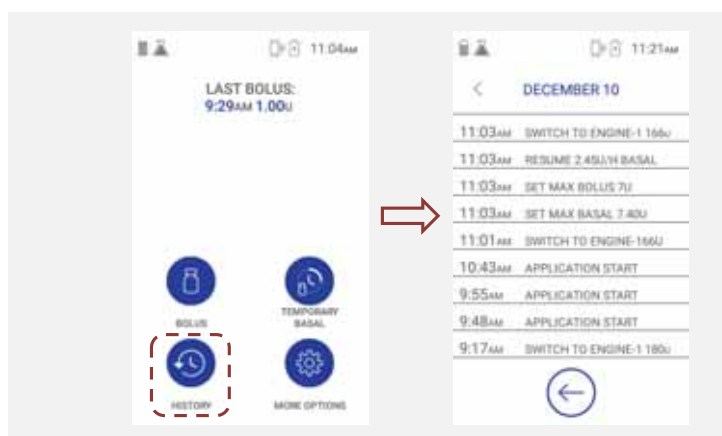 11:04AM
LAST BOLUS:
9:29AM 1.00U
BOLUS
TEMPORARY
BASAL
HISTORY
MORE OPTIONS
11:21AM
DECEMBER 10
11:03AM SWITCH TO ENGINE-1 166U
11:03AM RESUME 2.45U/H BASAL
11:03AM SET MAX BOLUS 7U
11:03AM SET MAX BASAL 7.40U
11:01AM SWITCH TO ENGINE-166U
10:43AM APPLICATION START
9:55AM APPLICATION START
9:48AM APPLICATION START
9:17AM SWITCH TO ENGINE-1 180U